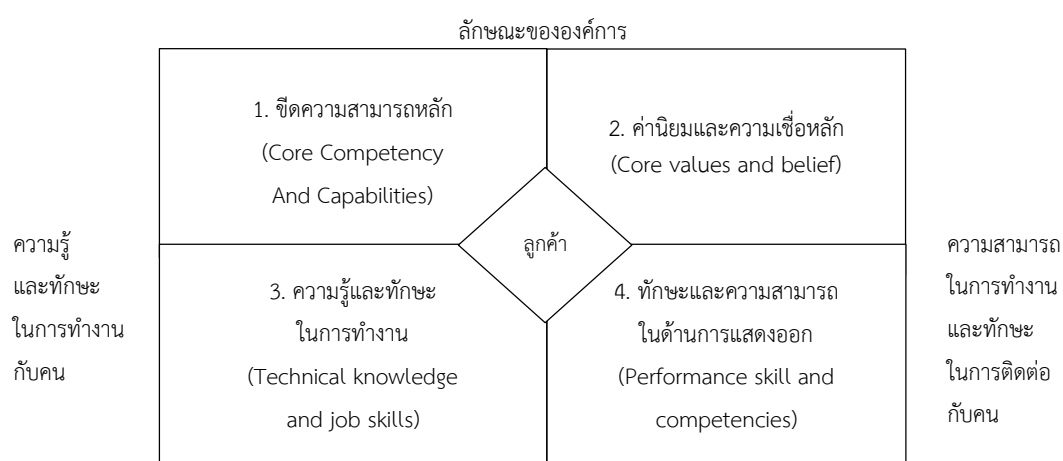 ลักษณะขององค์การ
1. ขีดความสามารถหลัก
(Core Competency
And Capabilities)
2. ค่านิยมและความเชื่อหลัก
(Core values and belief)
ลูกค้า
ความรู้
และทักษะ
ในการทำงาน
กับคน
3. ความรู้และทักษะ
ในการทำงาน
(Technical knowledge
and job skills)
4. ทักษะและความสามารถ
ในด้านการแสดงออก
(Performance skill and
competencies)
ความสามารถ
ในการทำงาน
และทักษะ
ในการติดต่อ
กับคน